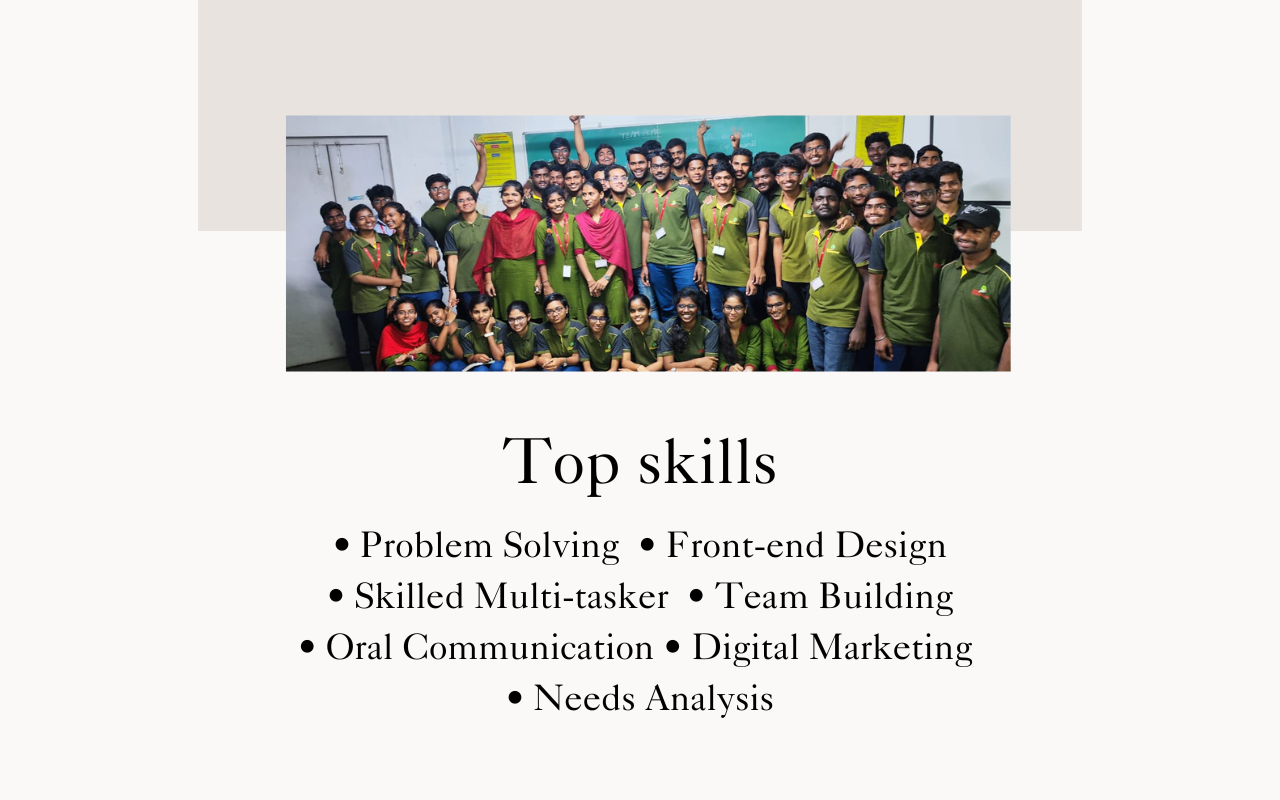 Top skills
• Problem Solving • Front-end Design
• Skilled Multi-tasker • Team Building
• Oral Communication • Digital Marketing
• Needs Analysis